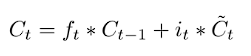 $C_t = f_t * C_{t-1} + i_t * \tilde{C}_t$